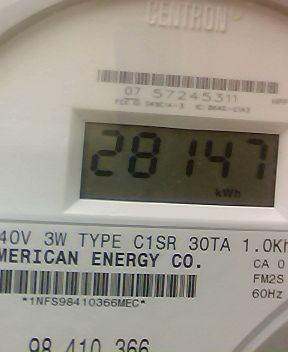 CENTRON
07 57245311
28147
kWh
40V 3W TYPE C1SR 30TA 1.0Kh
MERICAN ENERGY CO.
CA 0
FM2S
60Hz
*1NFS98410366MEC*
98 410 366